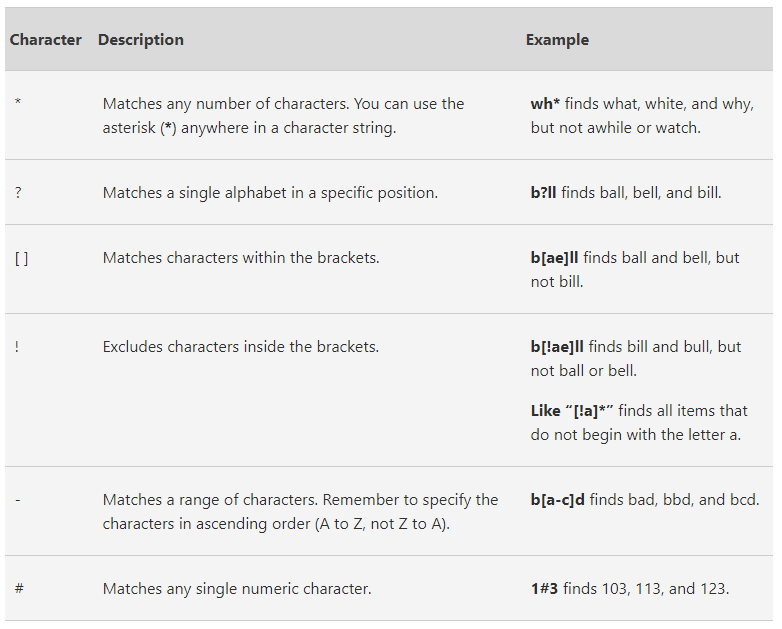 Character Description Example
* Matches any number of characters. You can use the wh* finds what, white, and why,
asterisk (*) anywhere in a character string. but not awhile or watch.
? Matches a single alphabet in a specific position. b?ll finds ball, bell, and bill.
[ ] Matches characters within the brackets. b[ae]ll finds ball and bell, but
not bill.
! Excludes characters inside the brackets. b[!ae]ll finds bill and bull, but
not ball or bell.
Like “[!a]*” finds all items that
do not begin with the letter a.
- Matches a range of characters. Remember to specify the b[a-c]d finds bad, bbd, and bcd.
characters in ascending order (A to Z, not Z to A).
# Matches any single numeric character. 1#3 finds 103, 113, and 123.